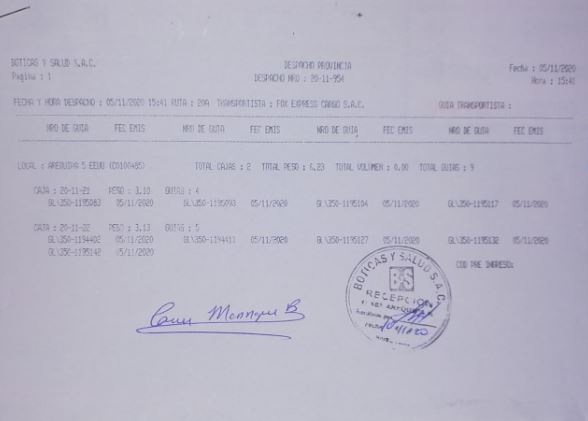 BOTICAS Y SALUD S.A.C. DESPACHO PROVINCIA Fecha : 05/11/2020
Pagina : 1 DESPACHO NRO : 20-11-954 Hora : 15:41
FECHA Y HORA DESPACHO : 05/11/2020 15:41 RUTA : 20A TRANSPORTISTA : FOX EXPRESS CARGO S.A.C. GUIA TRANSPORTISTA :
NRO DE GUIA FEC EMIS NRO DE GUIA FEC EMIS NRO DE GUIA FEC EMIS NRO DE GUIA FEC EMIS
LOCAL : AREQUIPA 5 EEUU (C0100485) TOTAL CAJAS : 2 TOTAL PESO : 6.23 TOTAL VOLUMEN : 0.00 TOTAL GUIAS : 9
CAJA : 20-11-21 PESO : 3.10 GUIAS : 4
GL\350-1195083 05/11/2020 GL\350-1195093 05/11/2020 GL\350-1195104 05/11/2020 GL\350-1195117 05/11/2020
CAJA : 20-11-22 PESO : 3.13 GUIAS : 5
GL\350-1194402 05/11/2020 GL\350-1194411 05/11/2020 GL\350-1195127 05/11/2020 GL\350-1195132 05/11/2020
GL\350-1195142 05/11/2020
COD PRE INGRESO:
BOTICAS Y SALUD S.A.C.
BS
RECEPCION
Manrique B